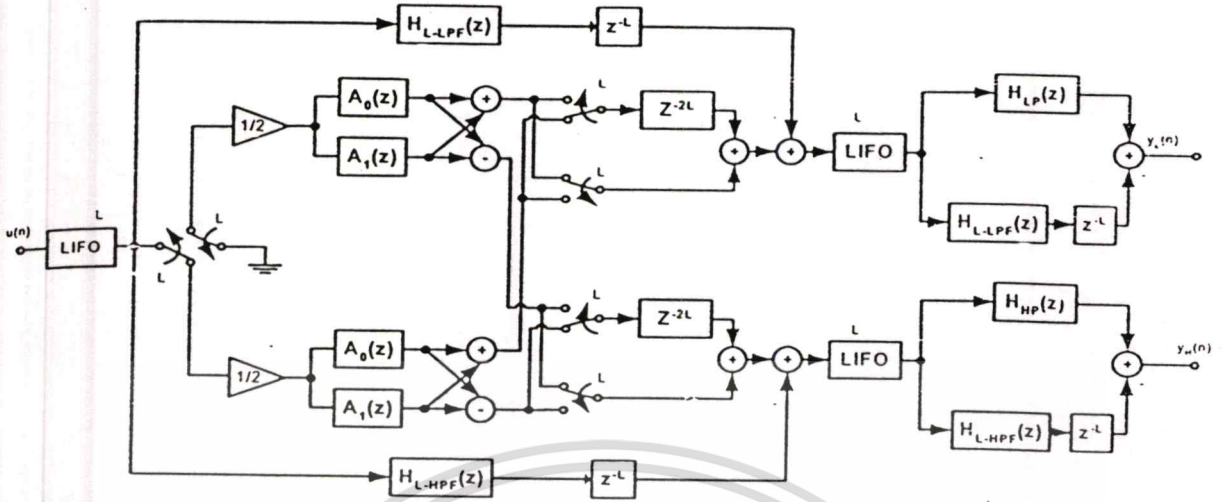 H_L-LPF(z) z^-L
L
A_0(z) + L Z^-2L H_LP(z)
1/2 L
A_1(z) - + + LIFO + y_L(n)
L
L H_L-LPF(z) z^-L
u(n) LIFO L
L
L
A_0(z) + Z^-2L H_HP(z)
1/2 L
A_1(z) - + + LIFO + y_H(n)
L
H_L-HPF(z) z^-L
H_L-HPF(z) z^-L